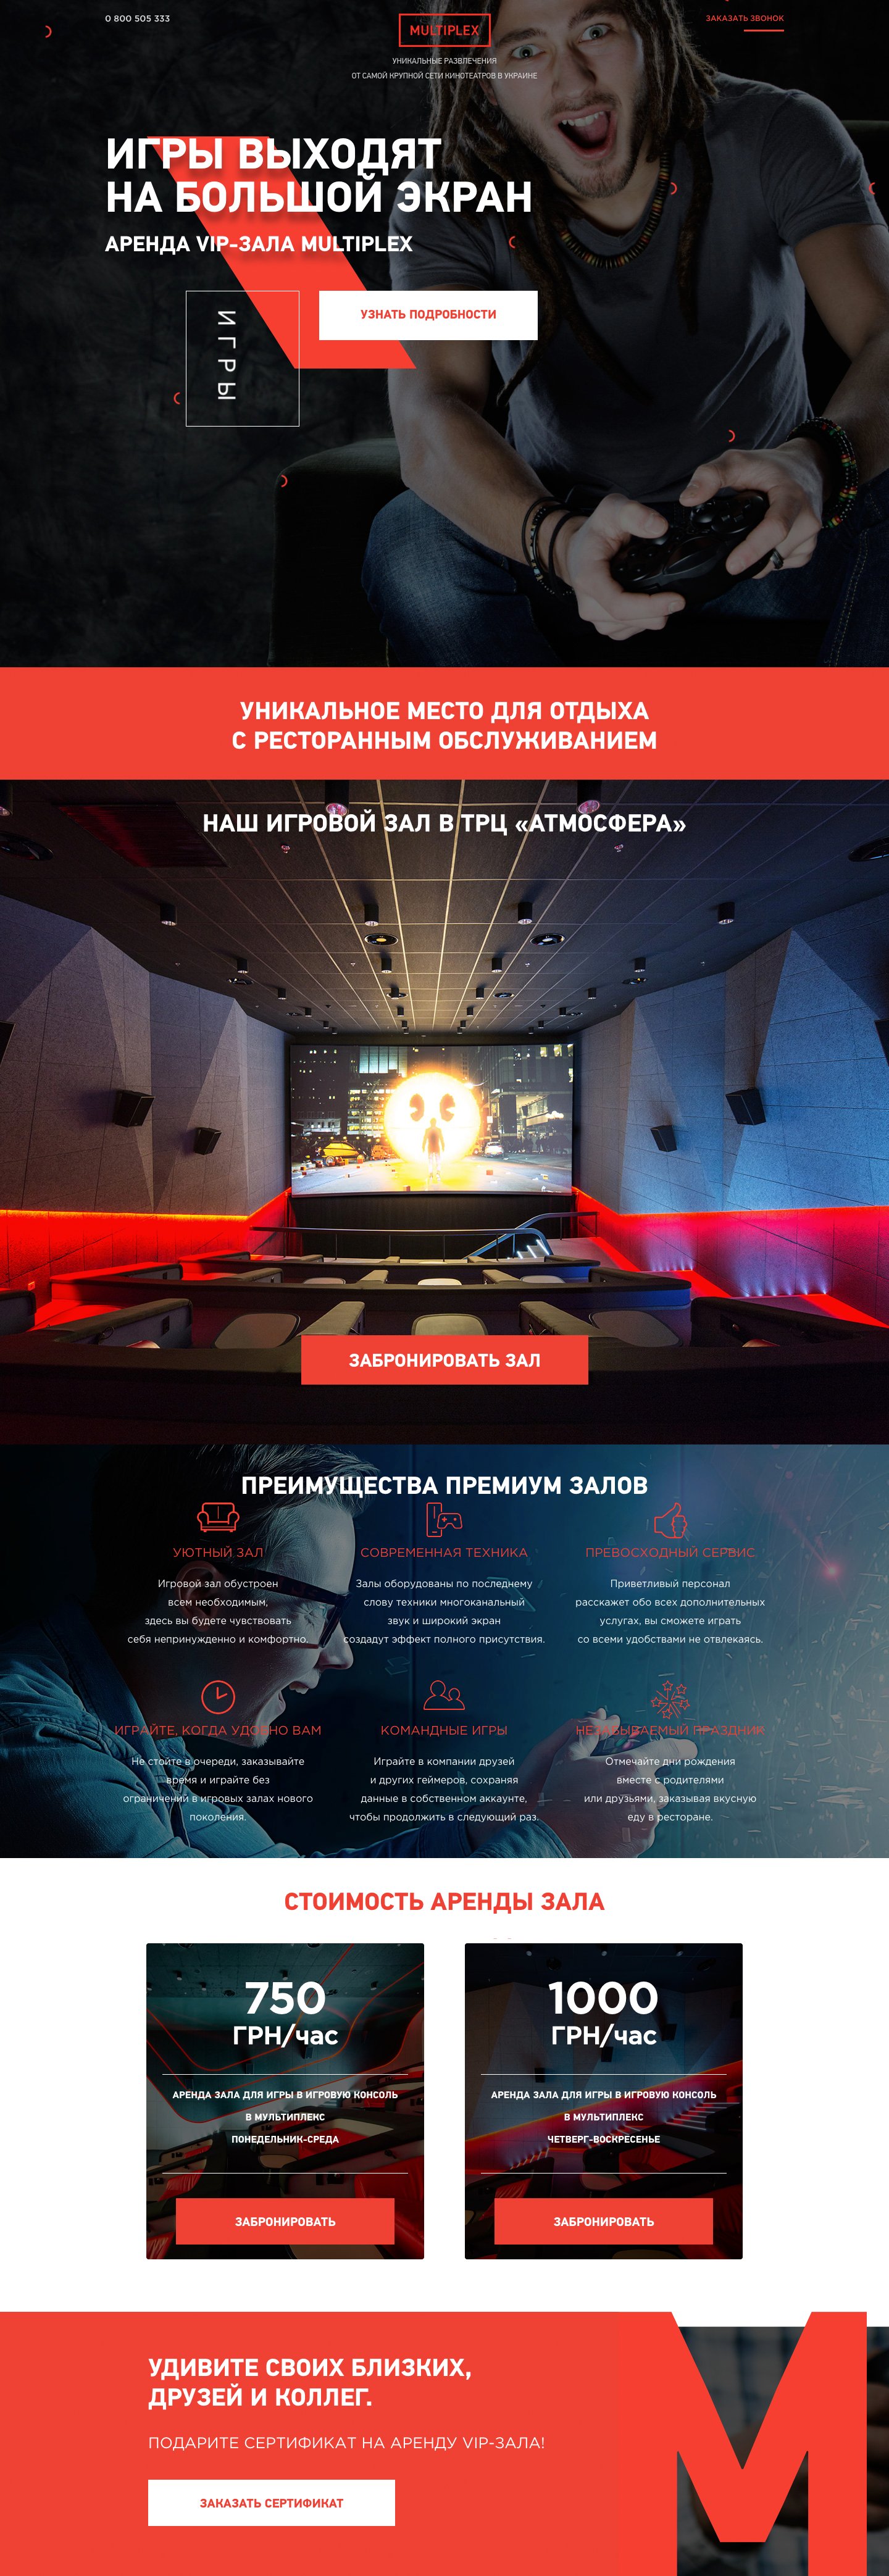 0 800 505 333
MULTIPLEX
ЗАКАЗАТЬ ЗВОНОК
УНИКАЛЬНЫЕ РАЗВЛЕЧЕНИЯ
ОТ САМОЙ КРУПНОЙ СЕТИ КИНОТЕАТРОВ В УКРАИНЕ
ИГРЫ ВЫХОДЯТ
НА БОЛЬШОЙ ЭКРАН
АРЕНДА VIP-ЗАЛА MULTIPLEX
ИГРЫ
УЗНАТЬ ПОДРОБНОСТИ
УНИКАЛЬНОЕ МЕСТО ДЛЯ ОТДЫХА
С РЕСТОРАННЫМ ОБСЛУЖИВАНИЕМ
НАШ ИГРОВОЙ ЗАЛ В ТРЦ «АТМОСФЕРА»
ЗАБРОНИРОВАТЬ ЗАЛ
ПРЕИМУЩЕСТВА ПРЕМИУМ ЗАЛОВ
УЮТНЫЙ ЗАЛ
Игровой зал обустроен
всем необходимым,
здесь вы будете чувствовать
себя непринужденно и комфортно.
СОВРЕМЕННАЯ ТЕХНИКА
Залы оборудованы по последнему
слову техники многоканальный
звук и широкий экран
создадут эффект полного присутствия.
ПРЕВОСХОДНЫЙ СЕРВИС
Приветливый персонал
расскажет обо всех дополнительных
услугах, вы сможете играть
со всеми удобствами не отвлекаясь.
ИГРАЙТЕ, КОГДА УДОБНО ВАМ
Не стойте в очереди, заказывайте
время и играйте без
ограничений в игровых залах нового
поколения.
КОМАНДНЫЕ ИГРЫ
Играйте в компании друзей
и других геймеров, сохраняя
данные в собственном аккаунте,
чтобы продолжить в следующий раз.
НЕЗАБЫВАЕМЫЙ ПРАЗДНИК
Отмечайте дни рождения
вместе с родителями
или друзьями, заказывая вкусную
еду в ресторане.
СТОИМОСТЬ АРЕНДЫ ЗАЛА
750
ГРН/час
АРЕНДА ЗАЛА ДЛЯ ИГРЫ В ИГРОВУЮ КОНСОЛЬ
В МУЛЬТИПЛЕКС
ПОНЕДЕЛЬНИК-СРЕДА
ЗАБРОНИРОВАТЬ
1000
ГРН/час
АРЕНДА ЗАЛА ДЛЯ ИГРЫ В ИГРОВУЮ КОНСОЛЬ
В МУЛЬТИПЛЕКС
ЧЕТВЕРГ-ВОСКРЕСЕНЬЕ
ЗАБРОНИРОВАТЬ
УДИВИТЕ СВОИХ БЛИЗКИХ,
ДРУЗЕЙ И КОЛЛЕГ.
ПОДАРИТЕ СЕРТИФИКАТ НА АРЕНДУ VIP-ЗАЛА!
ЗАКАЗАТЬ СЕРТИФИКАТ
M